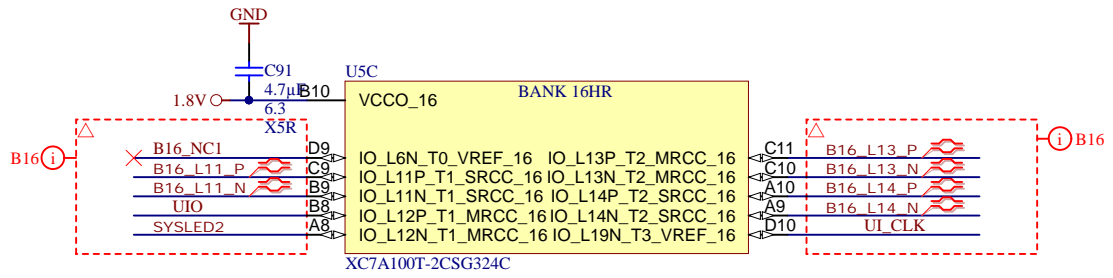 GND
C91
4.7µF
6.3
X5R
1.8V
B10
U5C
BANK 16HR
VCCO_16
B16 i
B16_NC1 D9 IO_L6N_T0_VREF_16
B16_L11_P C9 IO_L11P_T1_SRCC_16
B16_L11_N B9 IO_L11N_T1_SRCC_16
UIO B8 IO_L12P_T1_MRCC_16
SYSLED2 A8 IO_L12N_T1_MRCC_16
IO_L13P_T2_MRCC_16 C11 B16_L13_P
IO_L13N_T2_MRCC_16 C10 B16_L13_N
IO_L14P_T2_SRCC_16 A10 B16_L14_P
IO_L14N_T2_SRCC_16 A9 B16_L14_N
IO_L19N_T3_VREF_16 D10 UI_CLK
i B16
XC7A100T-2CSG324C